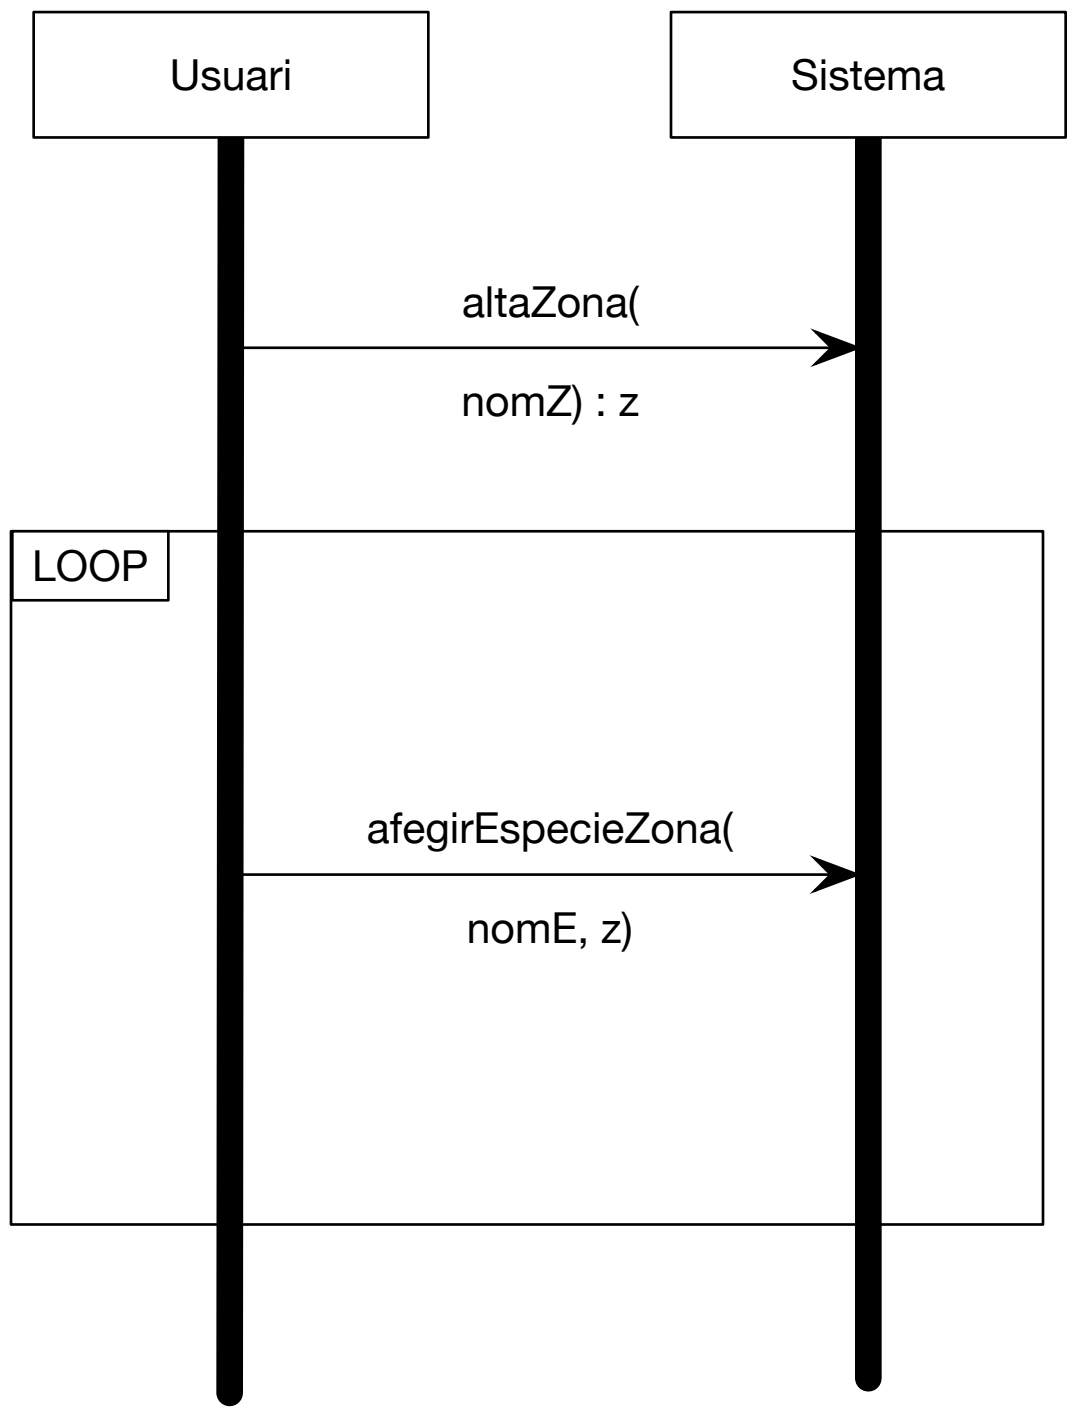 Usuari
Sistema
altaZona(
nomZ) : z
LOOP
afegirEspecieZona(
nomE, z)